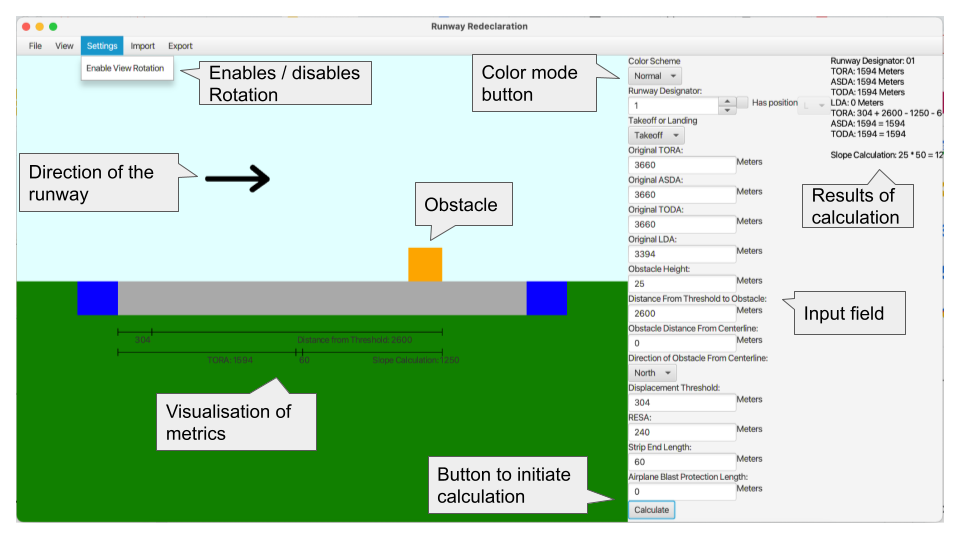 Runway Redeclaration
File View Settings Import Export
Enable View Rotation
Enables / disables
Rotation
Color mode
button
Direction of the
runway
Obstacle
304
Distance from Threshold: 2600
TORA: 1594
60
Slope Calculation: 1250
Visualisation of
metrics
Button to initiate
calculation
Color Scheme
Normal
Runway Designator:
1
Has position
L
Takeoff or Landing
Takeoff
Original TORA:
3660 Meters
Original ASDA:
3660 Meters
Original TODA:
3660 Meters
Original LDA:
3394 Meters
Obstacle Height:
25 Meters
Distance From Threshold to Obstacle:
2600 Meters
Obstacle Distance From Centerline:
0 Meters
Direction of Obstacle From Centerline:
North
Displacement Threshold:
304 Meters
RESA:
240 Meters
Strip End Length:
60 Meters
Airplane Blast Protection Length:
0 Meters
Calculate
Runway Designator: 01
TORA: 1594 Meters
ASDA: 1594 Meters
TODA: 1594 Meters
LDA: 0 Meters
TORA: 304 + 2600 - 1250 - 6
ASDA: 1594 = 1594
TODA: 1594 = 1594
Slope Calculation: 25 * 50 = 12
Results of
calculation
Input field